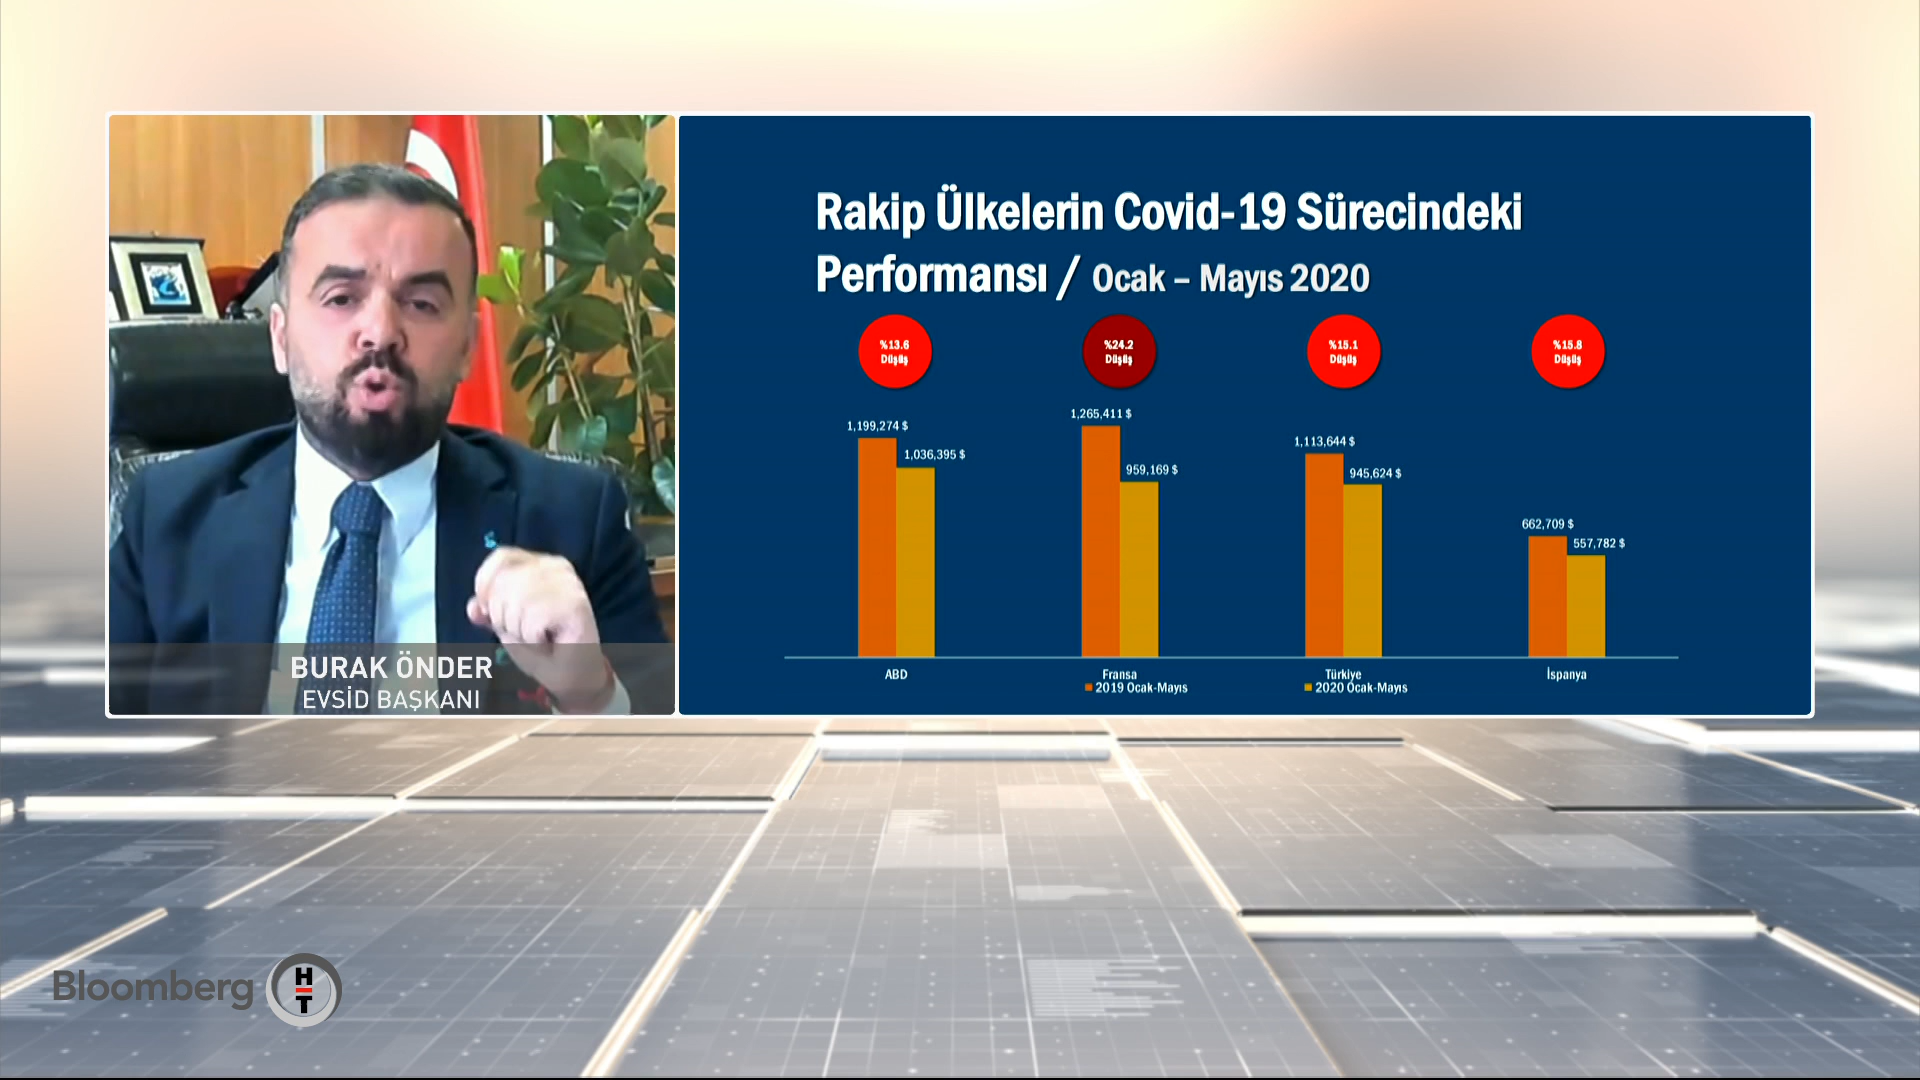 Rakip Ülkelerin Covid-19 Sürecindeki
Performansı / Ocak – Mayıs 2020
%13.6
Düşüş
%24.2
Düşüş
%15.1
Düşüş
%15.8
Düşüş
1,199,274 $
1,036,395 $
1,265,411 $
959,169 $
1,113,644 $
945,624 $
662,709 $
557,782 $
ABD
Fransa
Türkiye
İspanya
2019 Ocak-Mayıs
2020 Ocak-Mayıs
BURAK ÖNDER
EVSİD BAŞKANI
Bloomberg HT